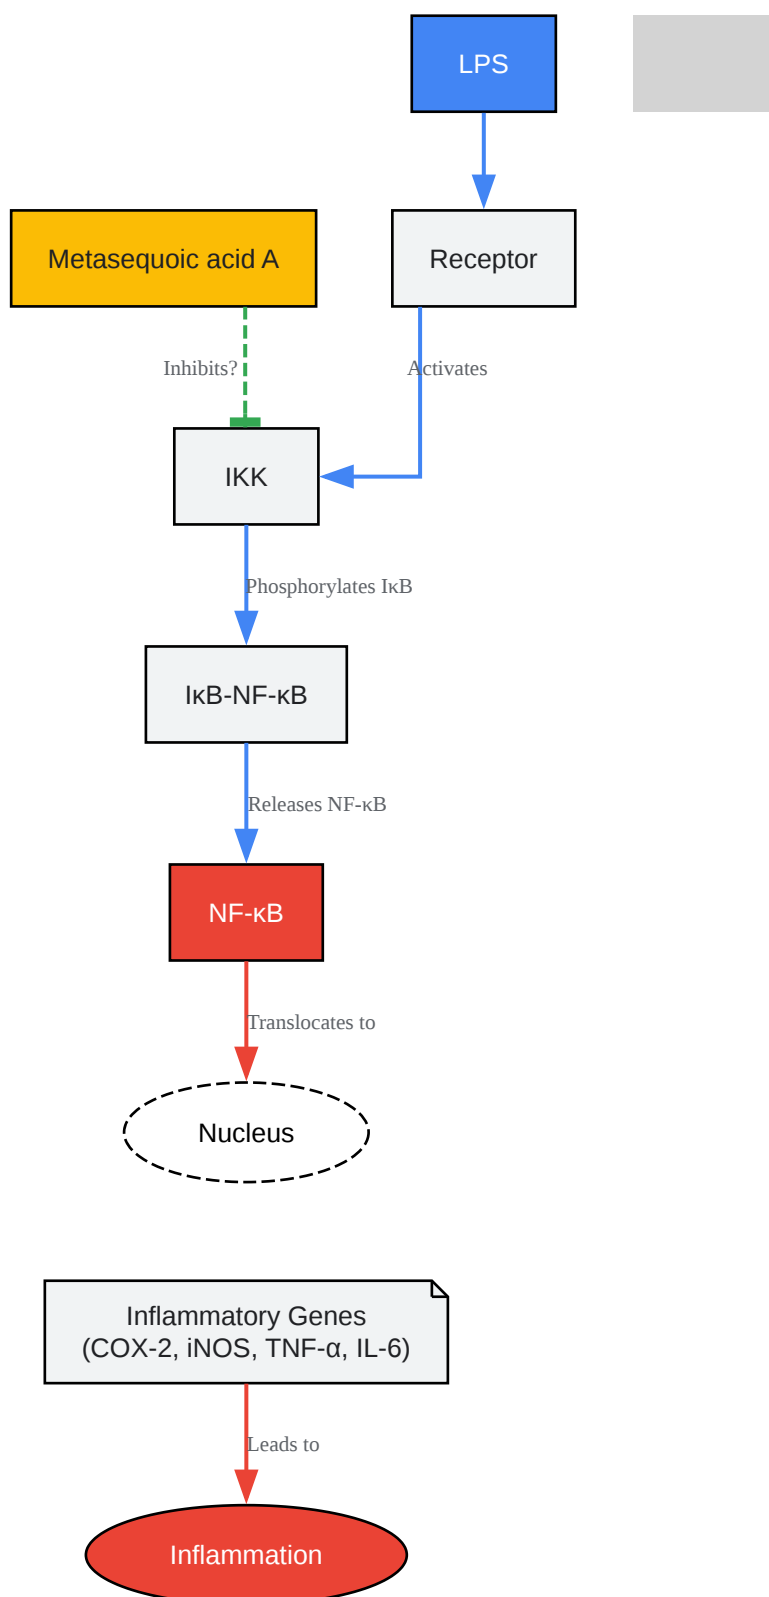 LPS
Metasequoic acid A
Receptor
Inhibits?
Activates
IKK
Phosphorylates IκB
IκB-NF-κB
Releases NF-κB
NF-κB
Translocates to
Nucleus
Inflammatory Genes
(COX-2, iNOS, TNF-α, IL-6)
Leads to
Inflammation